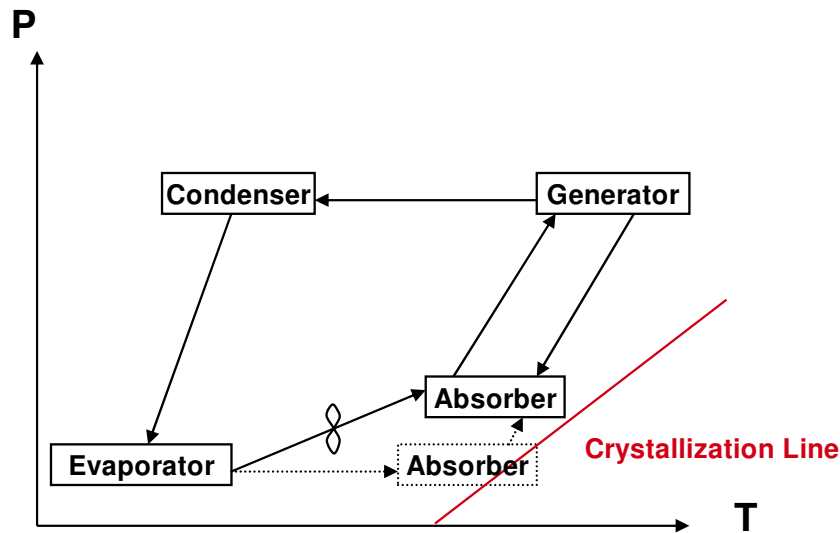 P
Condenser
Generator
Absorber
Evaporator
Absorber
Crystallization Line
T